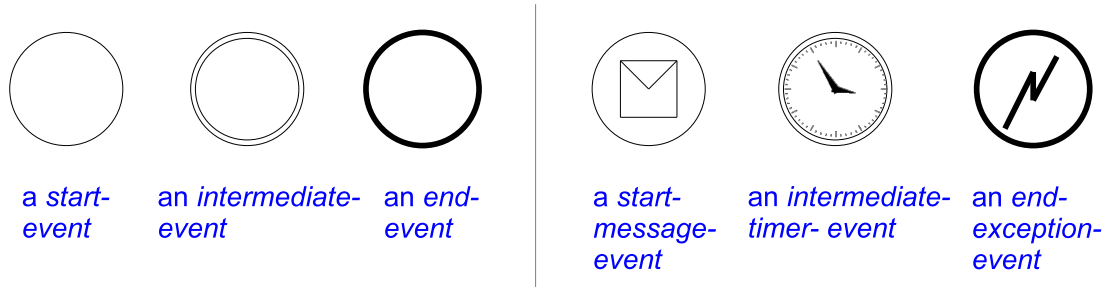 a start-
event
an intermediate-
event
an end-
event
a start-
message-
event
an intermediate-
timer- event
an end-
exception-
event